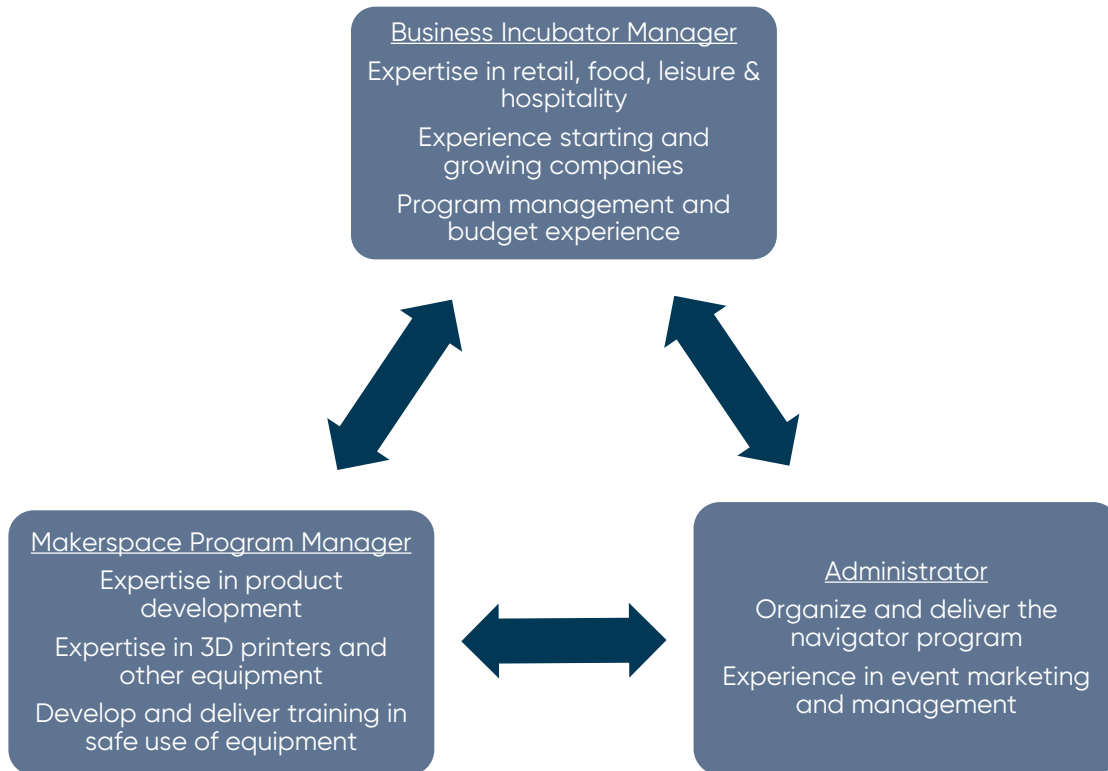 Business Incubator Manager
Expertise in retail, food, leisure &
hospitality
Experience starting and
growing companies
Program management and
budget experience
Makerspace Program Manager
Expertise in product
development
Expertise in 3D printers and
other equipment
Develop and deliver training in
safe use of equipment
Administrator
Organize and deliver the
navigator program
Experience in event marketing
and management